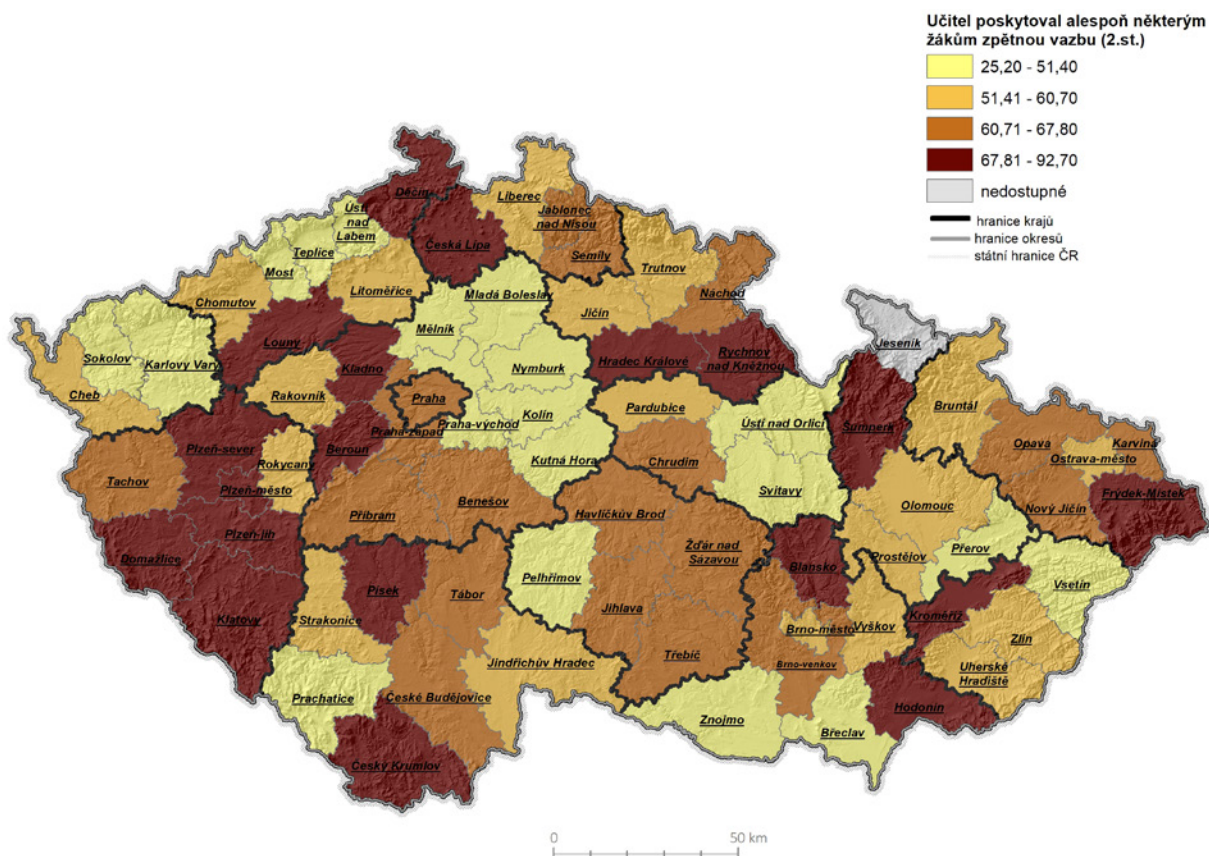 Učitel poskytoval alespoň některým
žákům zpětnou vazbu (2.st.)
25,20 - 51,40
51,41 - 60,70
60,71 - 67,80
67,81 - 92,70
nedostupné
hranice krajů
hranice okresů
státní hranice ČR
Děčín
Liberec
Ústí
nad
Labem
Jablonec
nad Nisou
Teplice
Česká Lípa
Semily
Most
Trutnov
Chomutov
Litoměřice
Mladá Boleslav
Náchod
Jičín
Mělník
Jeseník
Louny
Sokolov
Karlovy Vary
Kladno
Nymburk
Hradec Králové
Rychnov
nad Kněžnou
Cheb
Rakovník
Praha
Kolín
Pardubice
Bruntál
Praha-západ
Praha-východ
Ústí nad Orlicí
Šumperk
Plzeň-sever
Beroun
Opava
Karviná
Ostrava-město
Rokycany
Kutná Hora
Chrudim
Tachov
Plzeň-město
Svitavy
Frýdek-Místek
Příbram
Benešov
Olomouc
Nový Jičín
Havlíčkův Brod
Plzeň-jih
Domažlice
Žďár nad
Sázavou
Prostějov
Přerov
Blansko
Pelhřimov
Vsetín
Písek
Tábor
Jihlava
Klatovy
Strakonice
Kroměříž
Brno-město
Vyškov
Zlín
Třebíč
Jindřichův Hradec
Brno-venkov
Uherské
Hradiště
Prachatice
České Budějovice
Hodonín
Znojmo
Břeclav
Český Krumlov
0 50 km